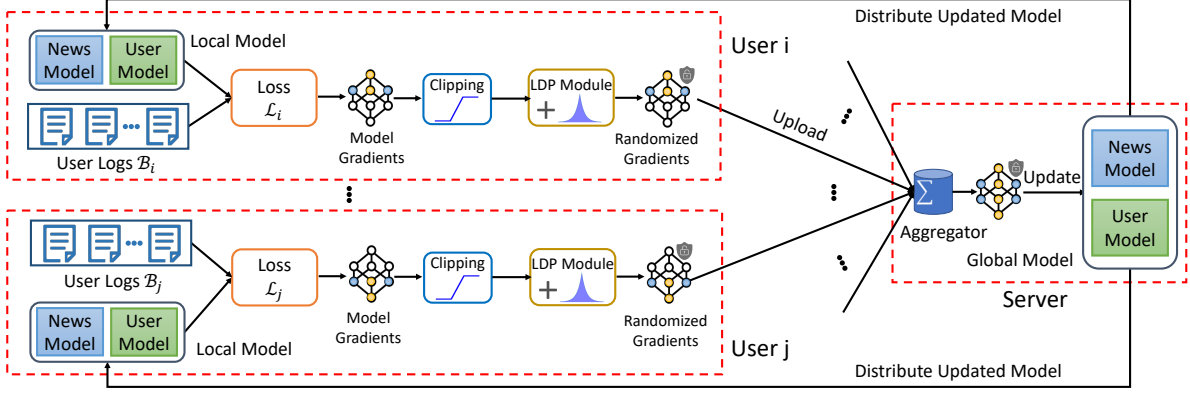 Distribute Updated Model
News
Model
User
Model
Local Model
User Logs ℬᵢ
Loss
ℒᵢ
Model
Gradients
Clipping
LDP Module
+
Randomized
Gradients
User i
Upload
Σ
Aggregator
Update
News
Model
User
Model
Global Model
Server
User Logs ℬⱼ
News
Model
User
Model
Local Model
Loss
ℒⱼ
Model
Gradients
Clipping
LDP Module
+
Randomized
Gradients
User j
Distribute Updated Model